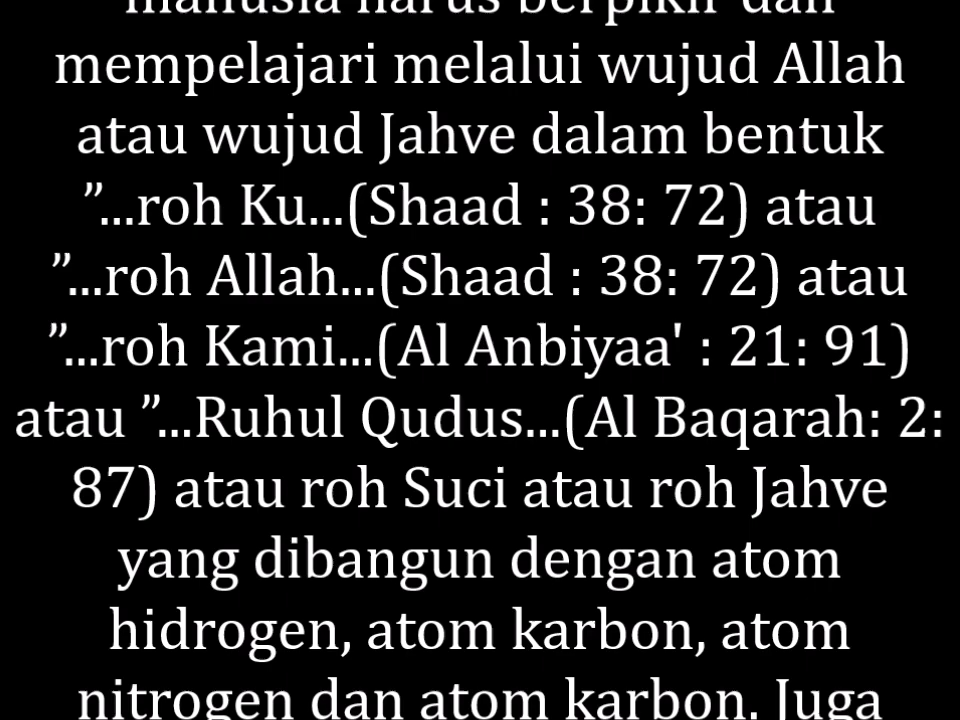 manusia harus berpikir dan
mempelajari melalui wujud Allah
atau wujud Jahve dalam bentuk
”...roh Ku...(Shaad : 38: 72) atau
”...roh Allah...(Shaad : 38: 72) atau
”...roh Kami...(Al Anbiyaa' : 21: 91)
atau ”...Ruhul Qudus...(Al Baqarah: 2:
87) atau roh Suci atau roh Jahve
yang dibangun dengan atom
hidrogen, atom karbon, atom
nitrogen dan atom karbon. Juga